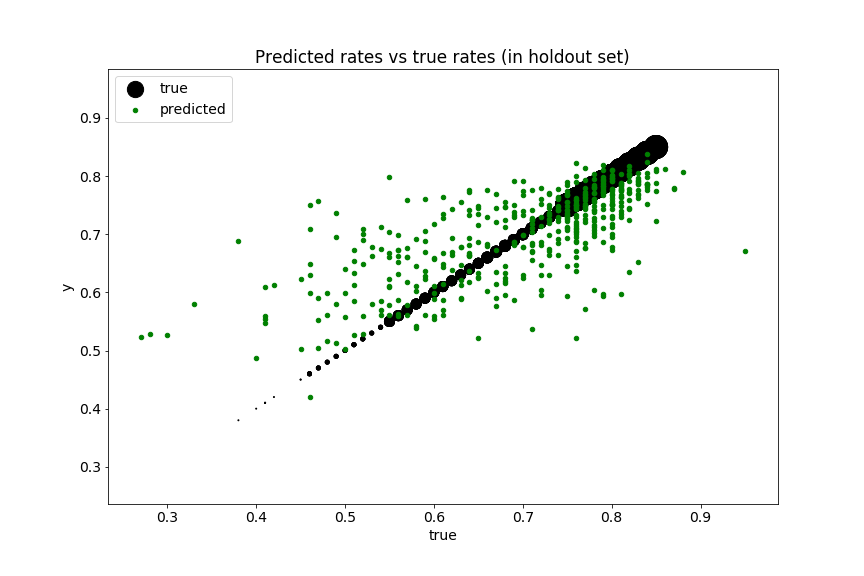 Predicted rates vs true rates (in holdout set)
true
predicted
y
0.9
0.8
0.7
0.6
0.5
0.4
0.3
0.3 0.4 0.5 0.6 0.7 0.8 0.9
true